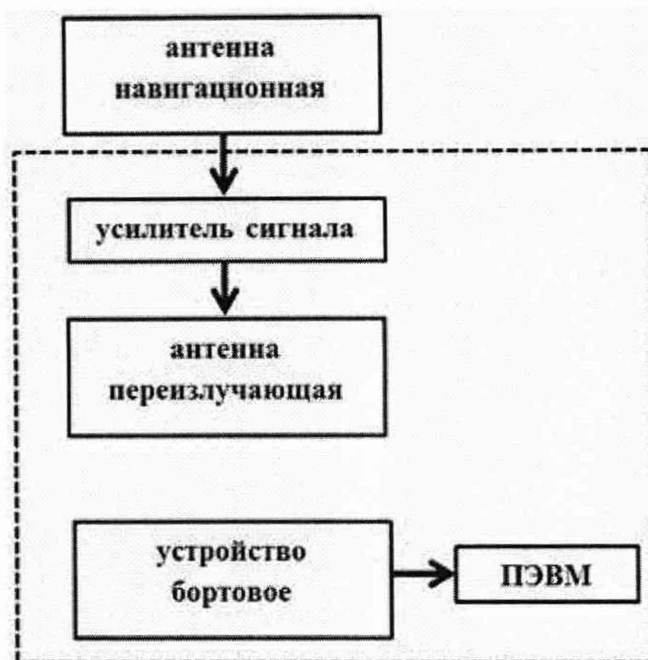 антенна
навигационная
усилитель сигнала
антенна
переизлучающая
устройство
бортовое
ПЭВМ